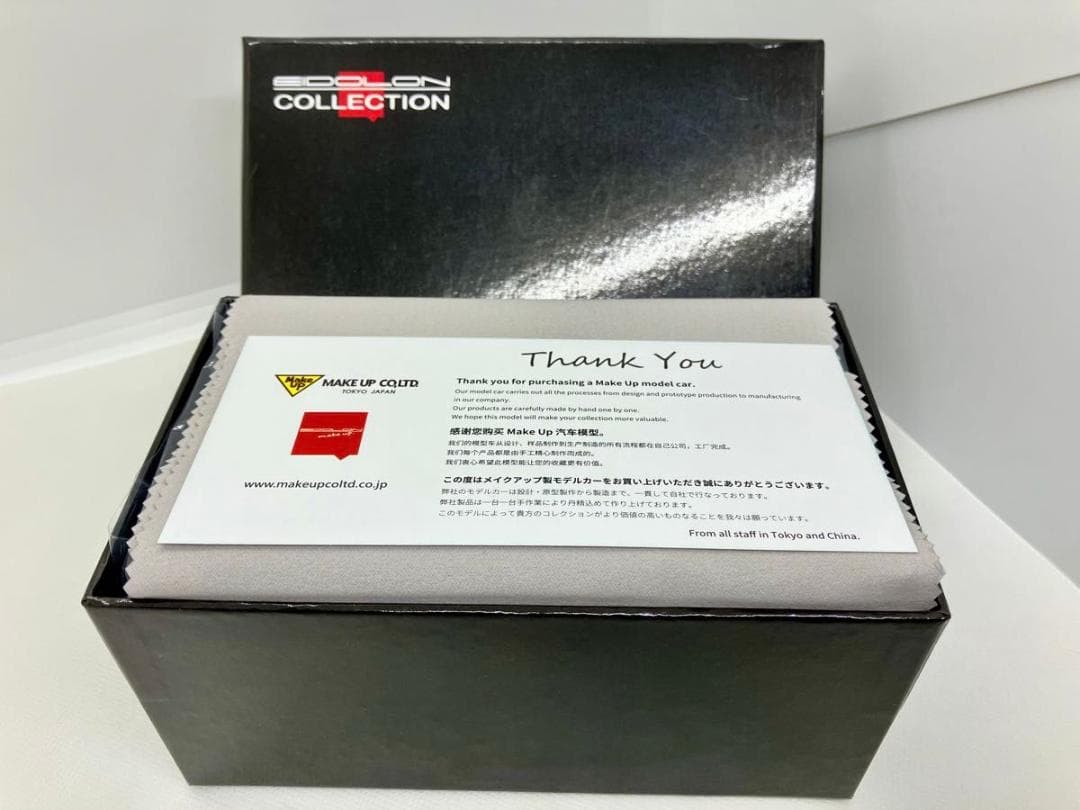 EIDOLON
COLLECTION
Thank You
Make Up
MAKE UP CO.,LTD.
TOKYO JAPAN
make up
www.makeupcoltd.co.jp
Thank you for purchasing a Make Up model car.
Our model car carries out all the processes from design and prototype production to manufacturing
in our company.
Our products are carefully made by hand one by one.
We hope this model will make your collection more valuable.
感谢您购买 Make Up 汽车模型。
我们的模型车从设计、样品制作到生产制造的所有流程都在自己公司，工厂完成。
我们每个产品都是由手工精心制作而成的。
我们衷心希望此模型能让您的收藏更有价值。
この度はメイクアップ製モデルカーをお買い上げいただき誠にありがとうございます。
弊社のモデルカーは設計・原型製作から製造まで、一貫して自社で行なっております。
弊社製品は一台一台手作業により丹精込めて作り上げております。
このモデルによって貴方のコレクションがより価値の高いものなることを我々は願っています。
From all staff in Tokyo and China.